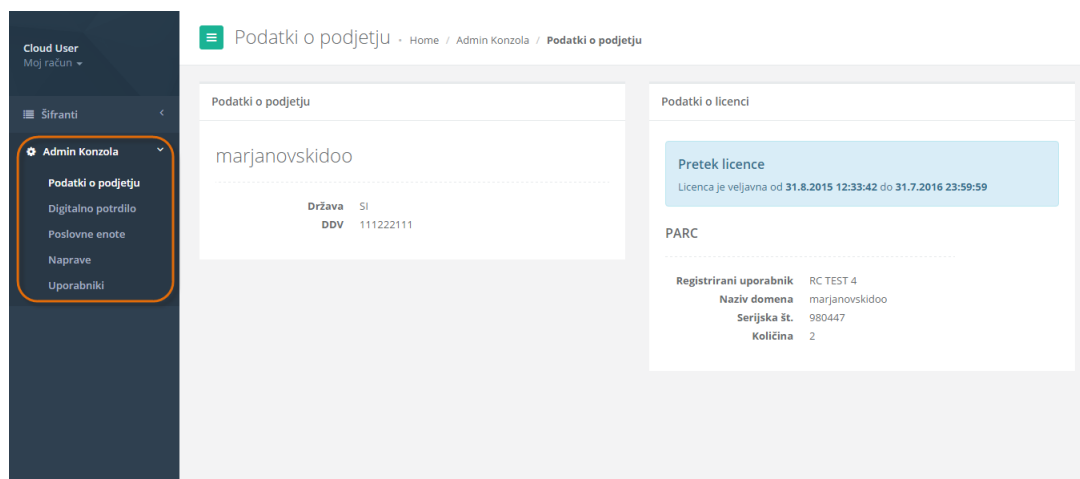 Cloud User
Moj račun
Šifranti
Admin Konzola
Podatki o podjetju
Digitalno potrdilo
Poslovne enote
Naprave
Uporabniki
Podatki o podjetju - Home / Admin Konzola / Podatki o podjetju
Podatki o podjetju
marjanovskidoo
Država SI
DDV 111222111
Podatki o licenci
Pretek licence
Licenca je veljavna od 31.8.2015 12:33:42 do 31.7.2016 23:59:59
PARC
Registrirani uporabnik RC TEST 4
Naziv domena marjanovskidoo
Serijska št. 980447
Količina 2